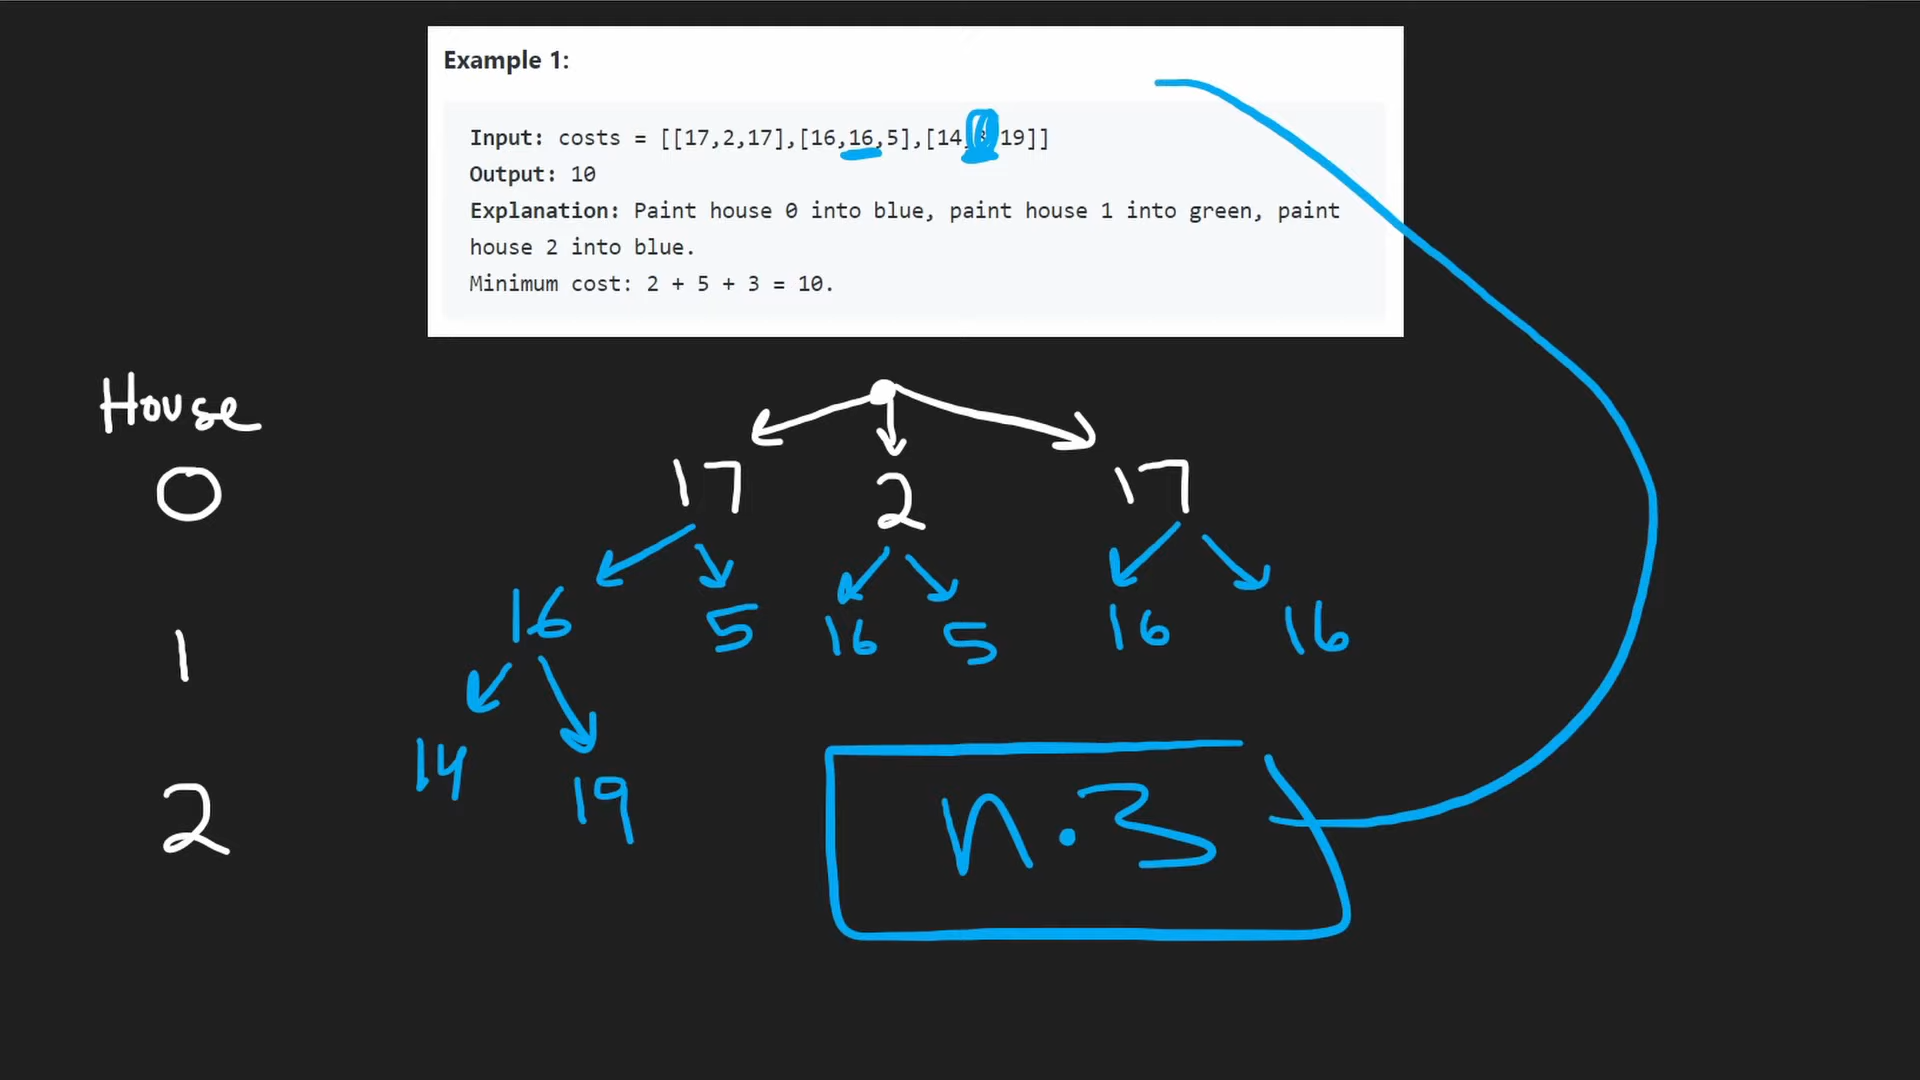 Example 1:
Input: costs = [[17,2,17],[16,16,5],[14, 19]]
Output: 10
Explanation: Paint house 0 into blue, paint house 1 into green, paint
house 2 into blue.
Minimum cost: 2 + 5 + 3 = 10.
House
0 17 2 17
1 16 5 16 5 16 16
2 14 19
n·3